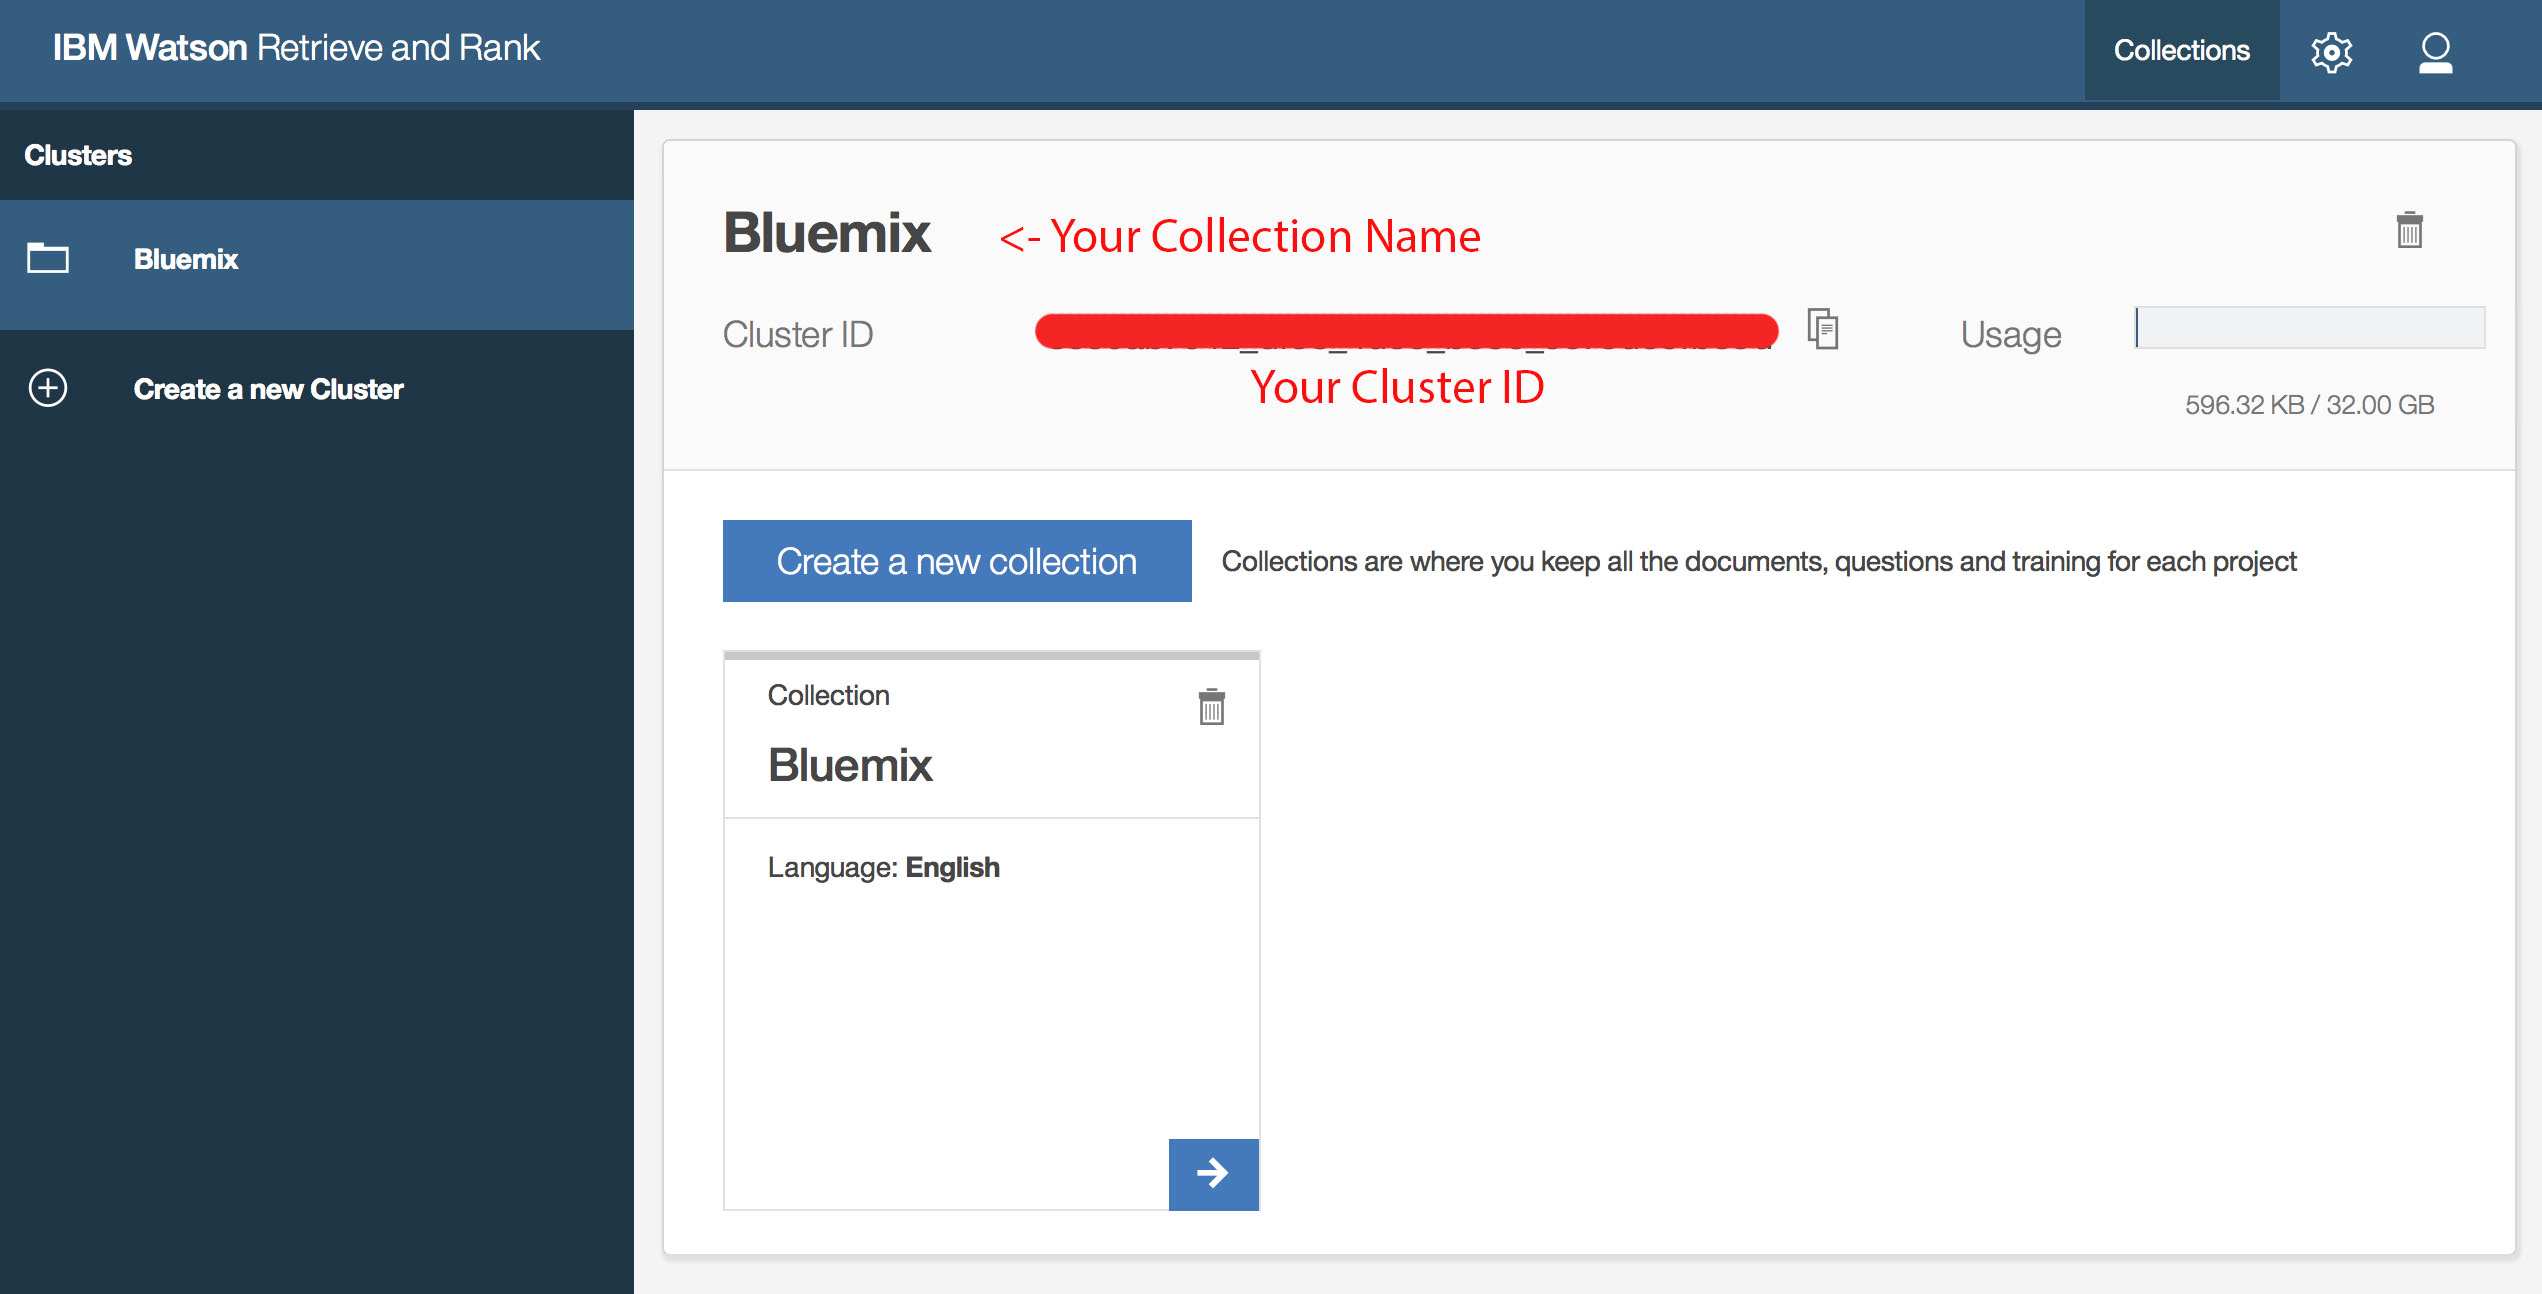 IBM Watson Retrieve and Rank
Collections
Clusters
Bluemix
Create a new Cluster
Bluemix <- Your Collection Name
Cluster ID
Usage
Your Cluster ID
596.32 KB / 32.00 GB
Create a new collection
Collections are where you keep all the documents, questions and training for each project
Collection
Bluemix
Language: English